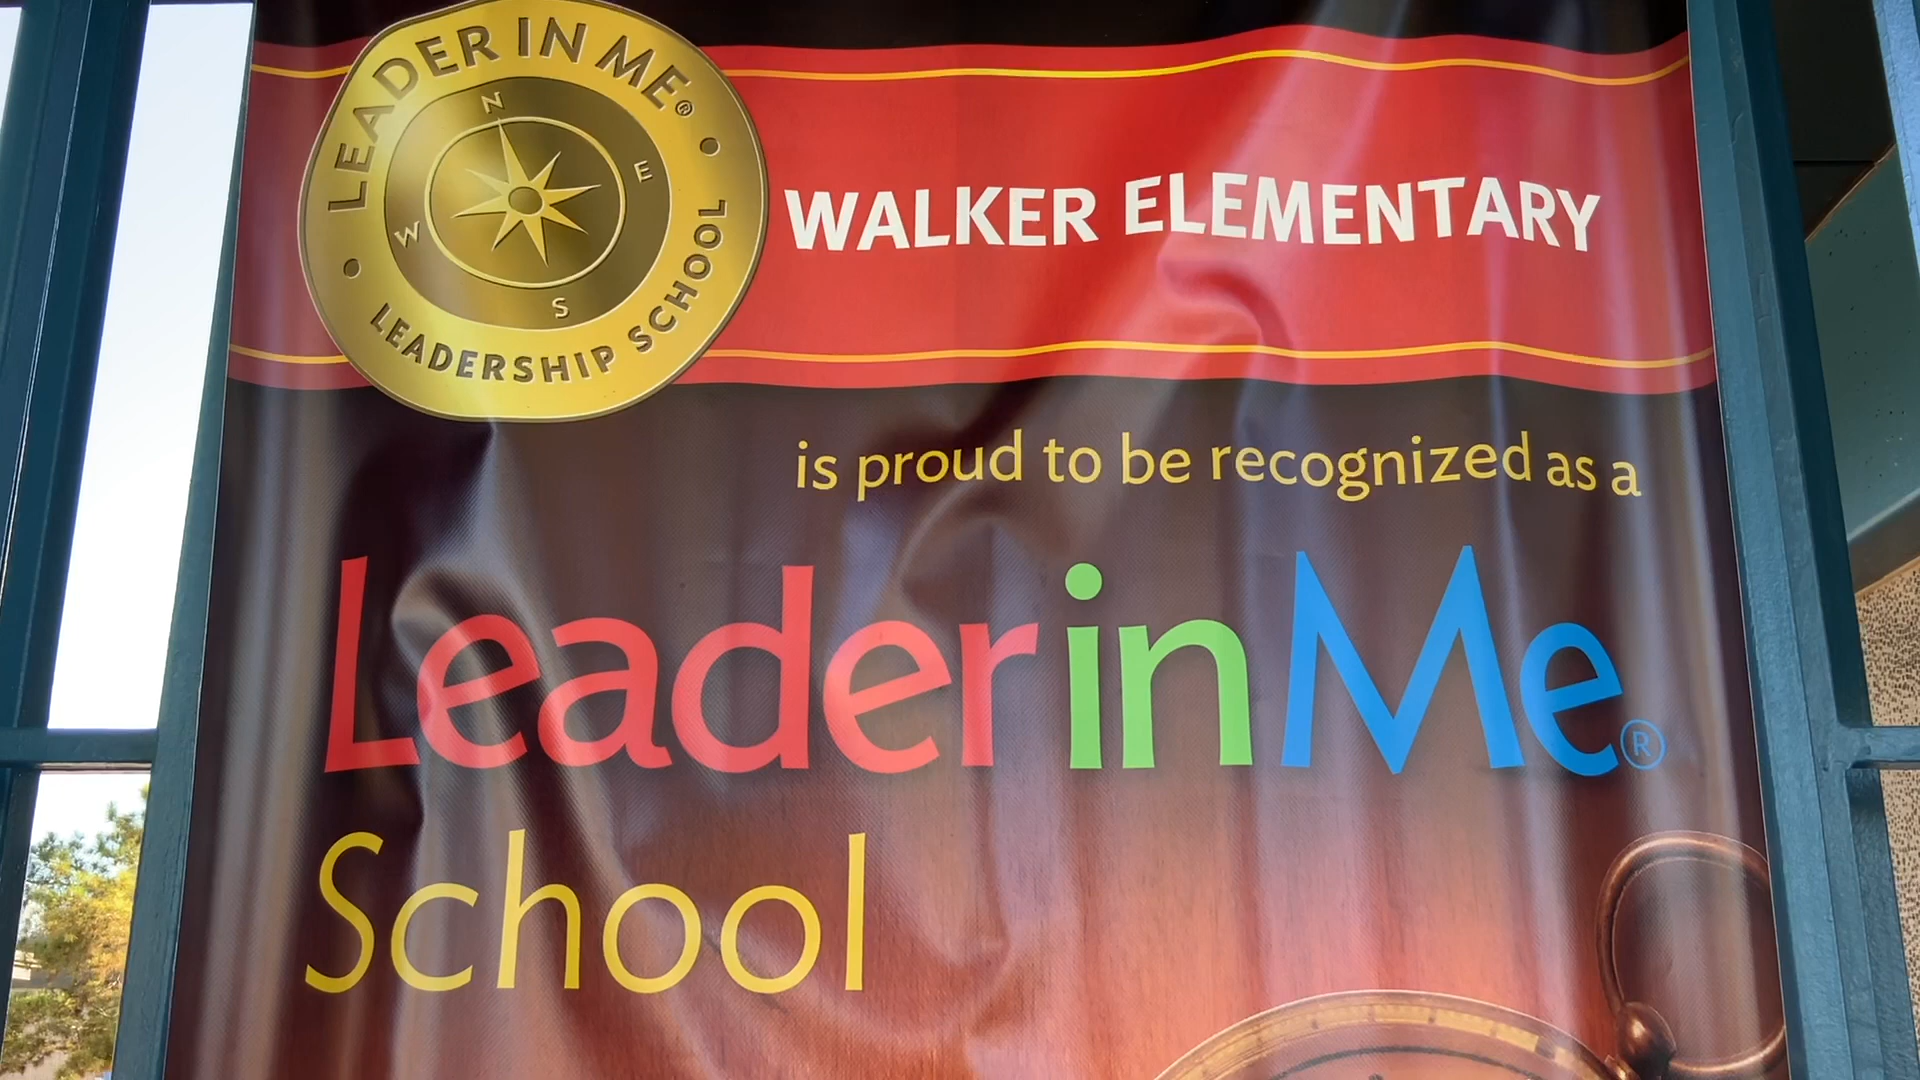 LEADER IN ME®
N
E
W
S
LEADERSHIP SCHOOL
WALKER ELEMENTARY
is proud to be recognized as a
Leader in Me®
School